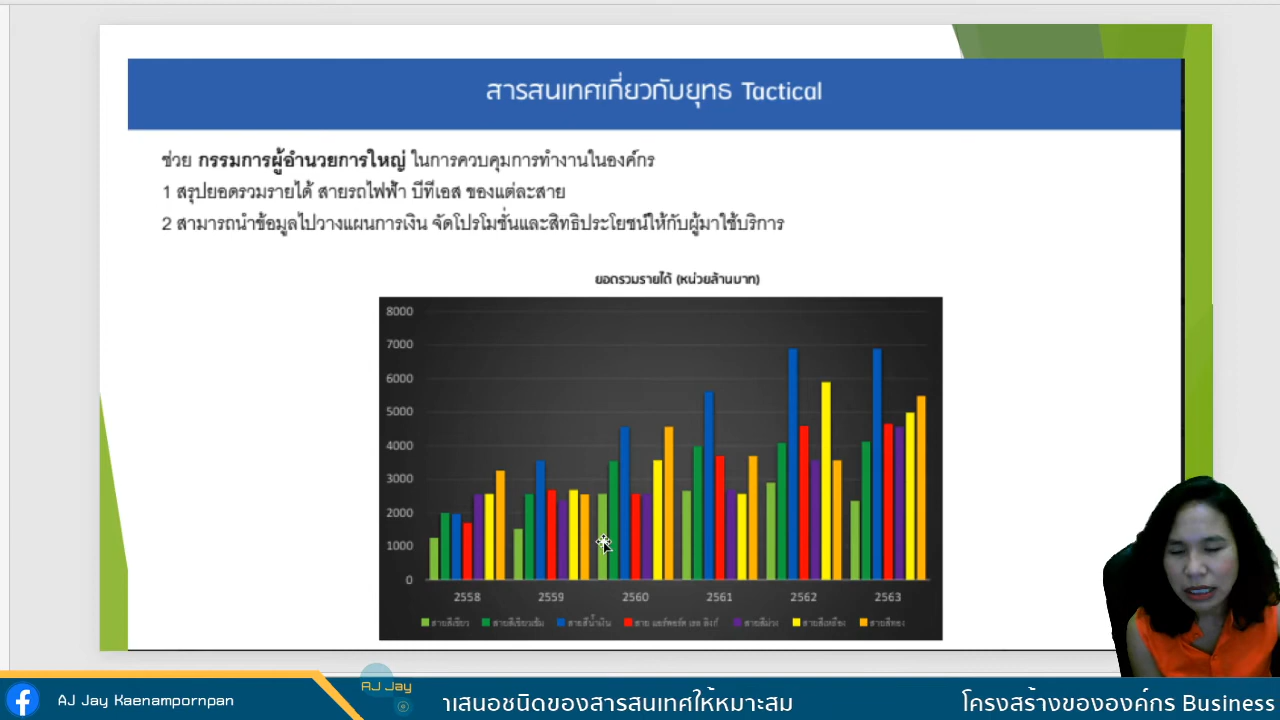 สารสนเทศเกี่ยวกับยุทธ Tactical
ช่วย กรรมการผู้อำนวยการใหญ่ ในการควบคุมการทำงานในองค์กร
1 สรุปยอดรวมรายได้ สายรถไฟฟ้า บีทีเอส ของแต่ละสาย
2 สามารถนำข้อมูลไปวางแผนการเงิน จัดโปรโมชั่นและสิทธิประโยชน์ให้กับผู้มาใช้บริการ
ยอดรวมรายได้ (หน่วยล้านบาท)
8000
7000
6000
5000
4000
3000
2000
1000
0
2558 2559 2560 2561 2562 2563
สายสีเขียว สายสีเขียวเข้ม สายสีน้ำเงิน สาย แอร์พอร์ต เรล ลิงก์ สายสีม่วง สายสีเหลือง สายสีทอง
AJ Jay Kaenampornpan
AJ Jay
าเสนอชนิดของสารสนเทศให้หมาะสม
โครงสร้างขององค์กร Business